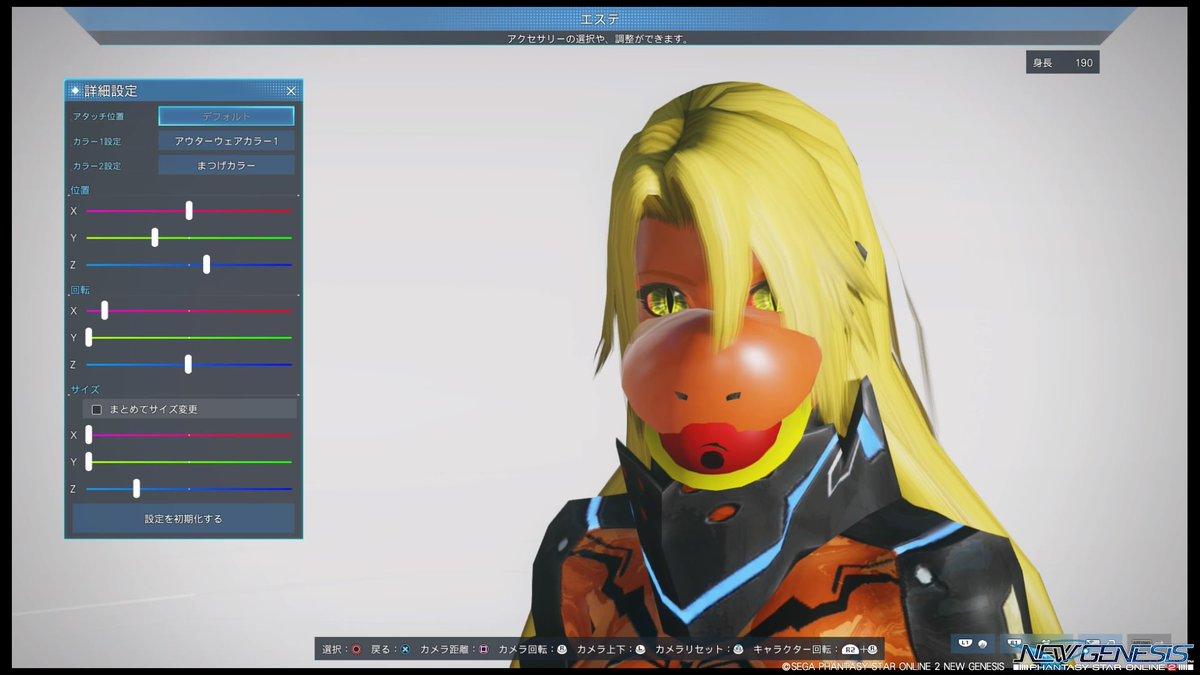 エステ
アクセサリーの選択や、調整ができます。
身長 190
詳細設定
アタッチ位置 デフォルト
カラー1設定 アウターウェアカラー1
カラー2設定 まつげカラー
位置
X
Y
Z
回転
X
Y
Z
サイズ
まとめてサイズ変更
X
Y
Z
設定を初期化する
選択： 戻る： カメラ距離： カメラ回転： カメラ上下： カメラリセット： キャラクター回転： R2+R
©SEGA PHANTASY STAR ONLINE 2 NEW GENESIS
NEW GENESIS
PHANTASY STAR ONLINE 2